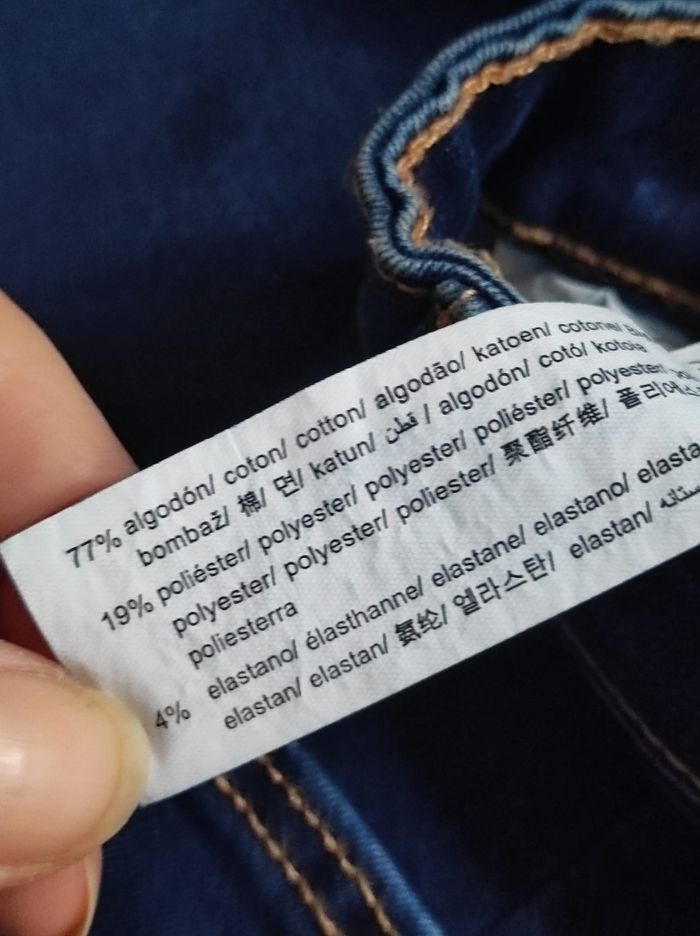 77% algodón/ coton/ cotton/ algodão/ katoen/ cotone/
bombaž/ 棉/ 면/ katun/ قطن / algodón/ cotó/ kotoia
19% poliéster/ polyester/ polyester/ poliéster/ polyester/
polyester/ polyester/ poliester/ 聚酯纤维/ 폴리에스
poliesterra
4% elastano/ élasthanne/ elastane/ elastano/ elasta
elastan/ elastan/ 氨纶/ 엘라스탄/ elastan/